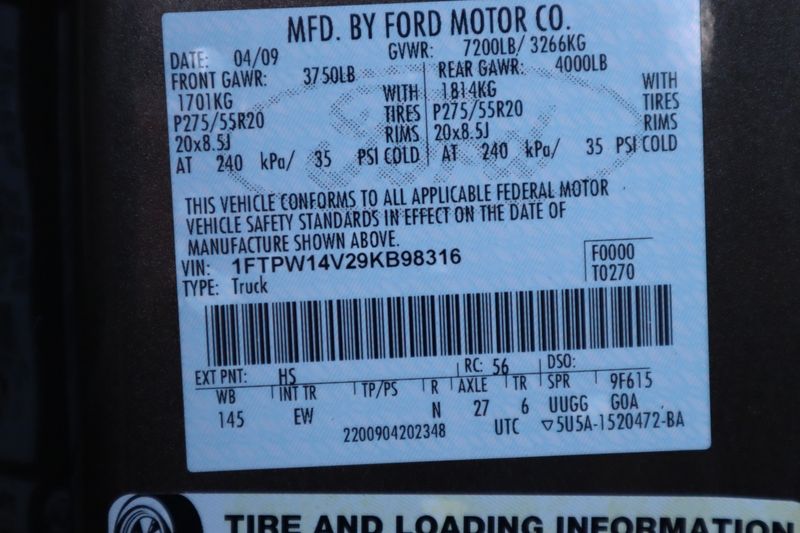 MFD. BY FORD MOTOR CO.
DATE: 04/09 GVWR: 7200LB/ 3266KG
FRONT GAWR: 3750LB REAR GAWR: 4000LB
1701KG WITH 1814KG WITH
P275/55R20 TIRES P275/55R20 TIRES
20x8.5J RIMS 20x8.5J RIMS
AT 240 kPa/ 35 PSI COLD AT 240 kPa/ 35 PSI COLD
THIS VEHICLE CONFORMS TO ALL APPLICABLE FEDERAL MOTOR
VEHICLE SAFETY STANDARDS IN EFFECT ON THE DATE OF
MANUFACTURE SHOWN ABOVE.
VIN: 1FTPW14V29KB98316 F0000
TYPE: Truck T0270
EXT PNT: HS RC: 56 DSO:
WB INT TR TP/PS R AXLE TR SPR 9F615
145 EW N 27 6 UUGG G0A
2200904202348 UTC ▽5U5A-1520472-BA
TIRE AND LOADING INFORMATION